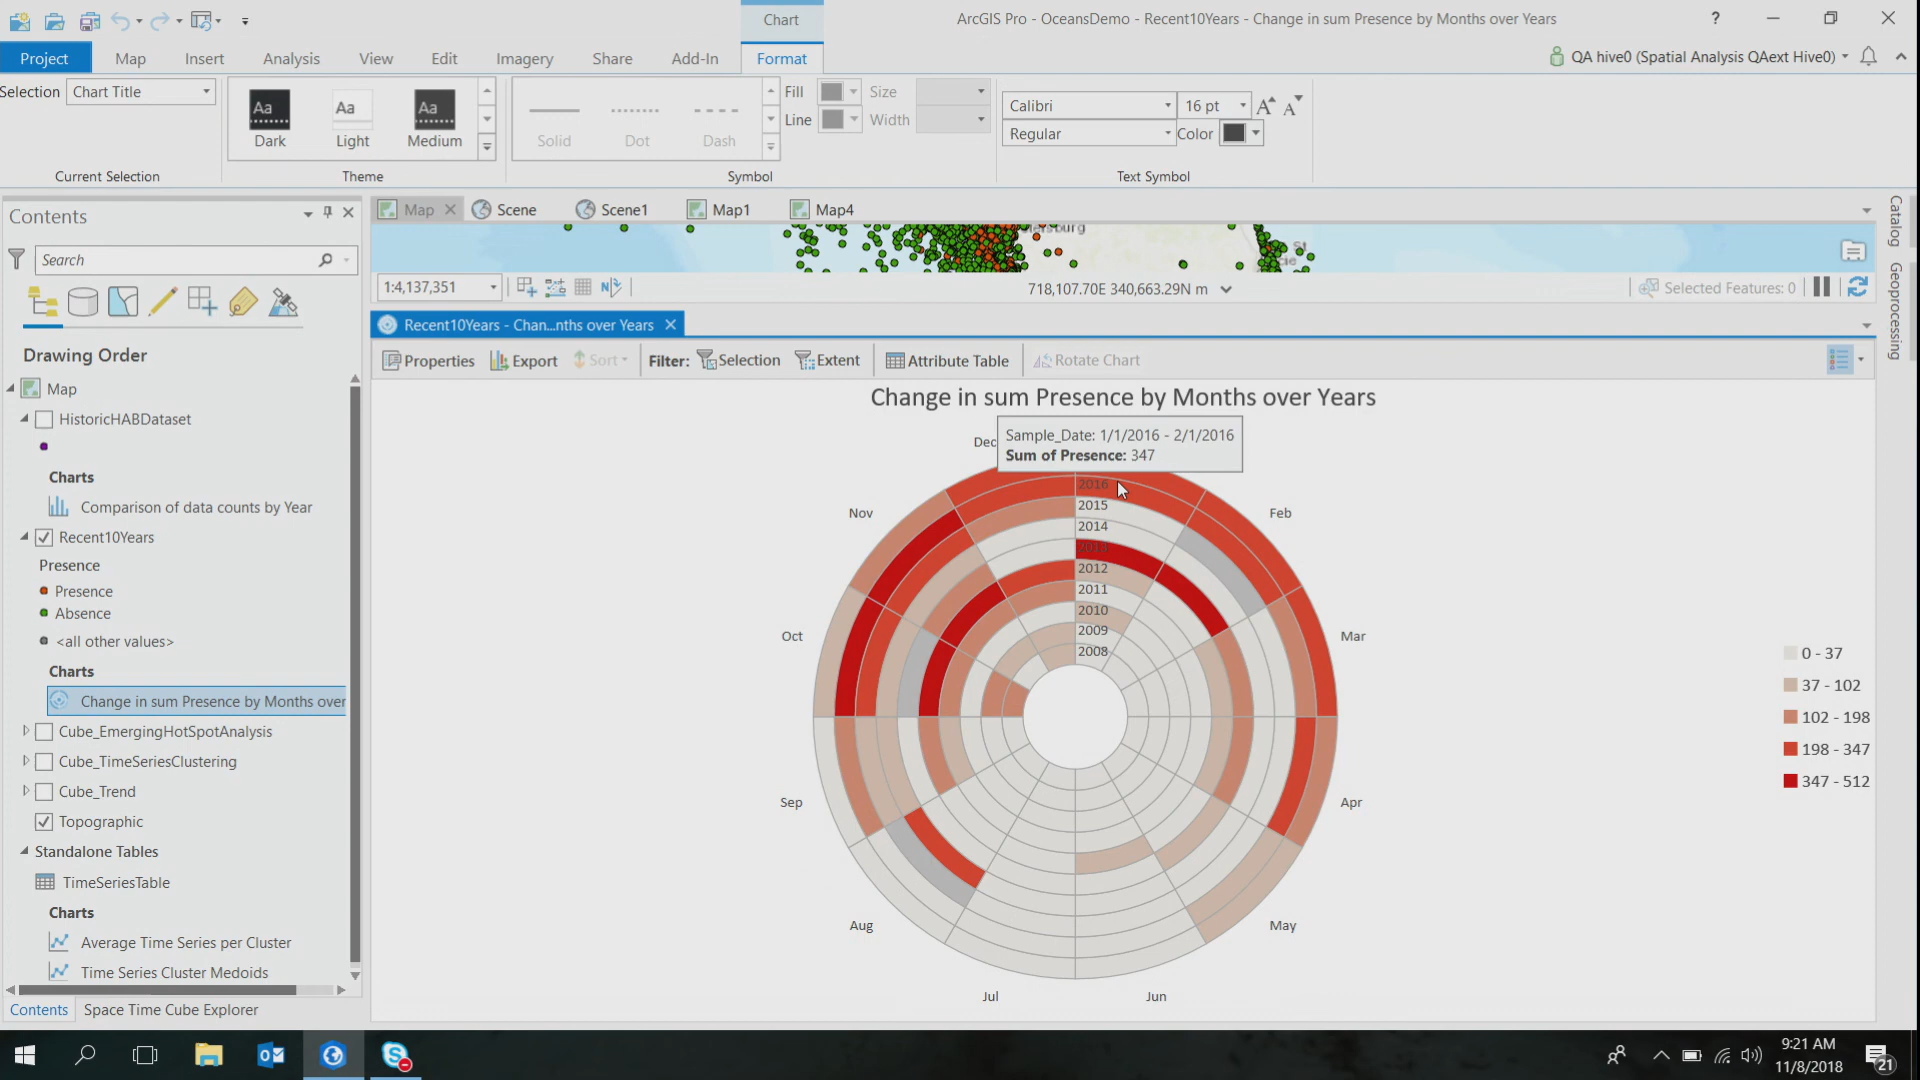 Chart
ArcGIS Pro - OceansDemo - Recent10Years - Change in sum Presence by Months over Years
?
Project
Map
Insert
Analysis
View
Edit
Imagery
Share
Add-In
Format
QA hive0 (Spatial Analysis QAext Hive0)
Selection
Chart Title
Current Selection
Aa
Dark
Aa
Light
Aa
Medium
Theme
Solid
Dot
Dash
Fill
Size
Line
Width
Symbol
Calibri
16 pt
A A
Regular
Color
Text Symbol
Contents
Search
Drawing Order
Map
HistoricHABDataset
Charts
Comparison of data counts by Year
Recent10Years
Presence
Presence
Absence
<all other values>
Charts
Change in sum Presence by Months over
Cube_EmergingHotSpotAnalysis
Cube_TimeSeriesClustering
Cube_Trend
Topographic
Standalone Tables
TimeSeriesTable
Charts
Average Time Series per Cluster
Time Series Cluster Medoids
Contents
Space Time Cube Explorer
Map
Scene
Scene1
Map1
Map4
1:4,137,351
718,107.70E 340,663.29N m
Selected Features: 0
Catalog
Geoprocessing
Recent10Years - Chan...nths over Years
Properties
Export
Sort
Filter:
Selection
Extent
Attribute Table
Rotate Chart
Change in sum Presence by Months over Years
Sample_Date: 1/1/2016 - 2/1/2016
Sum of Presence: 347
Dec
Feb
Mar
Apr
May
Jun
Jul
Aug
Sep
Oct
Nov
2016
2015
2014
2013
2012
2011
2010
2009
2008
0 - 37
37 - 102
102 - 198
198 - 347
347 - 512
9:21 AM
11/8/2018
21